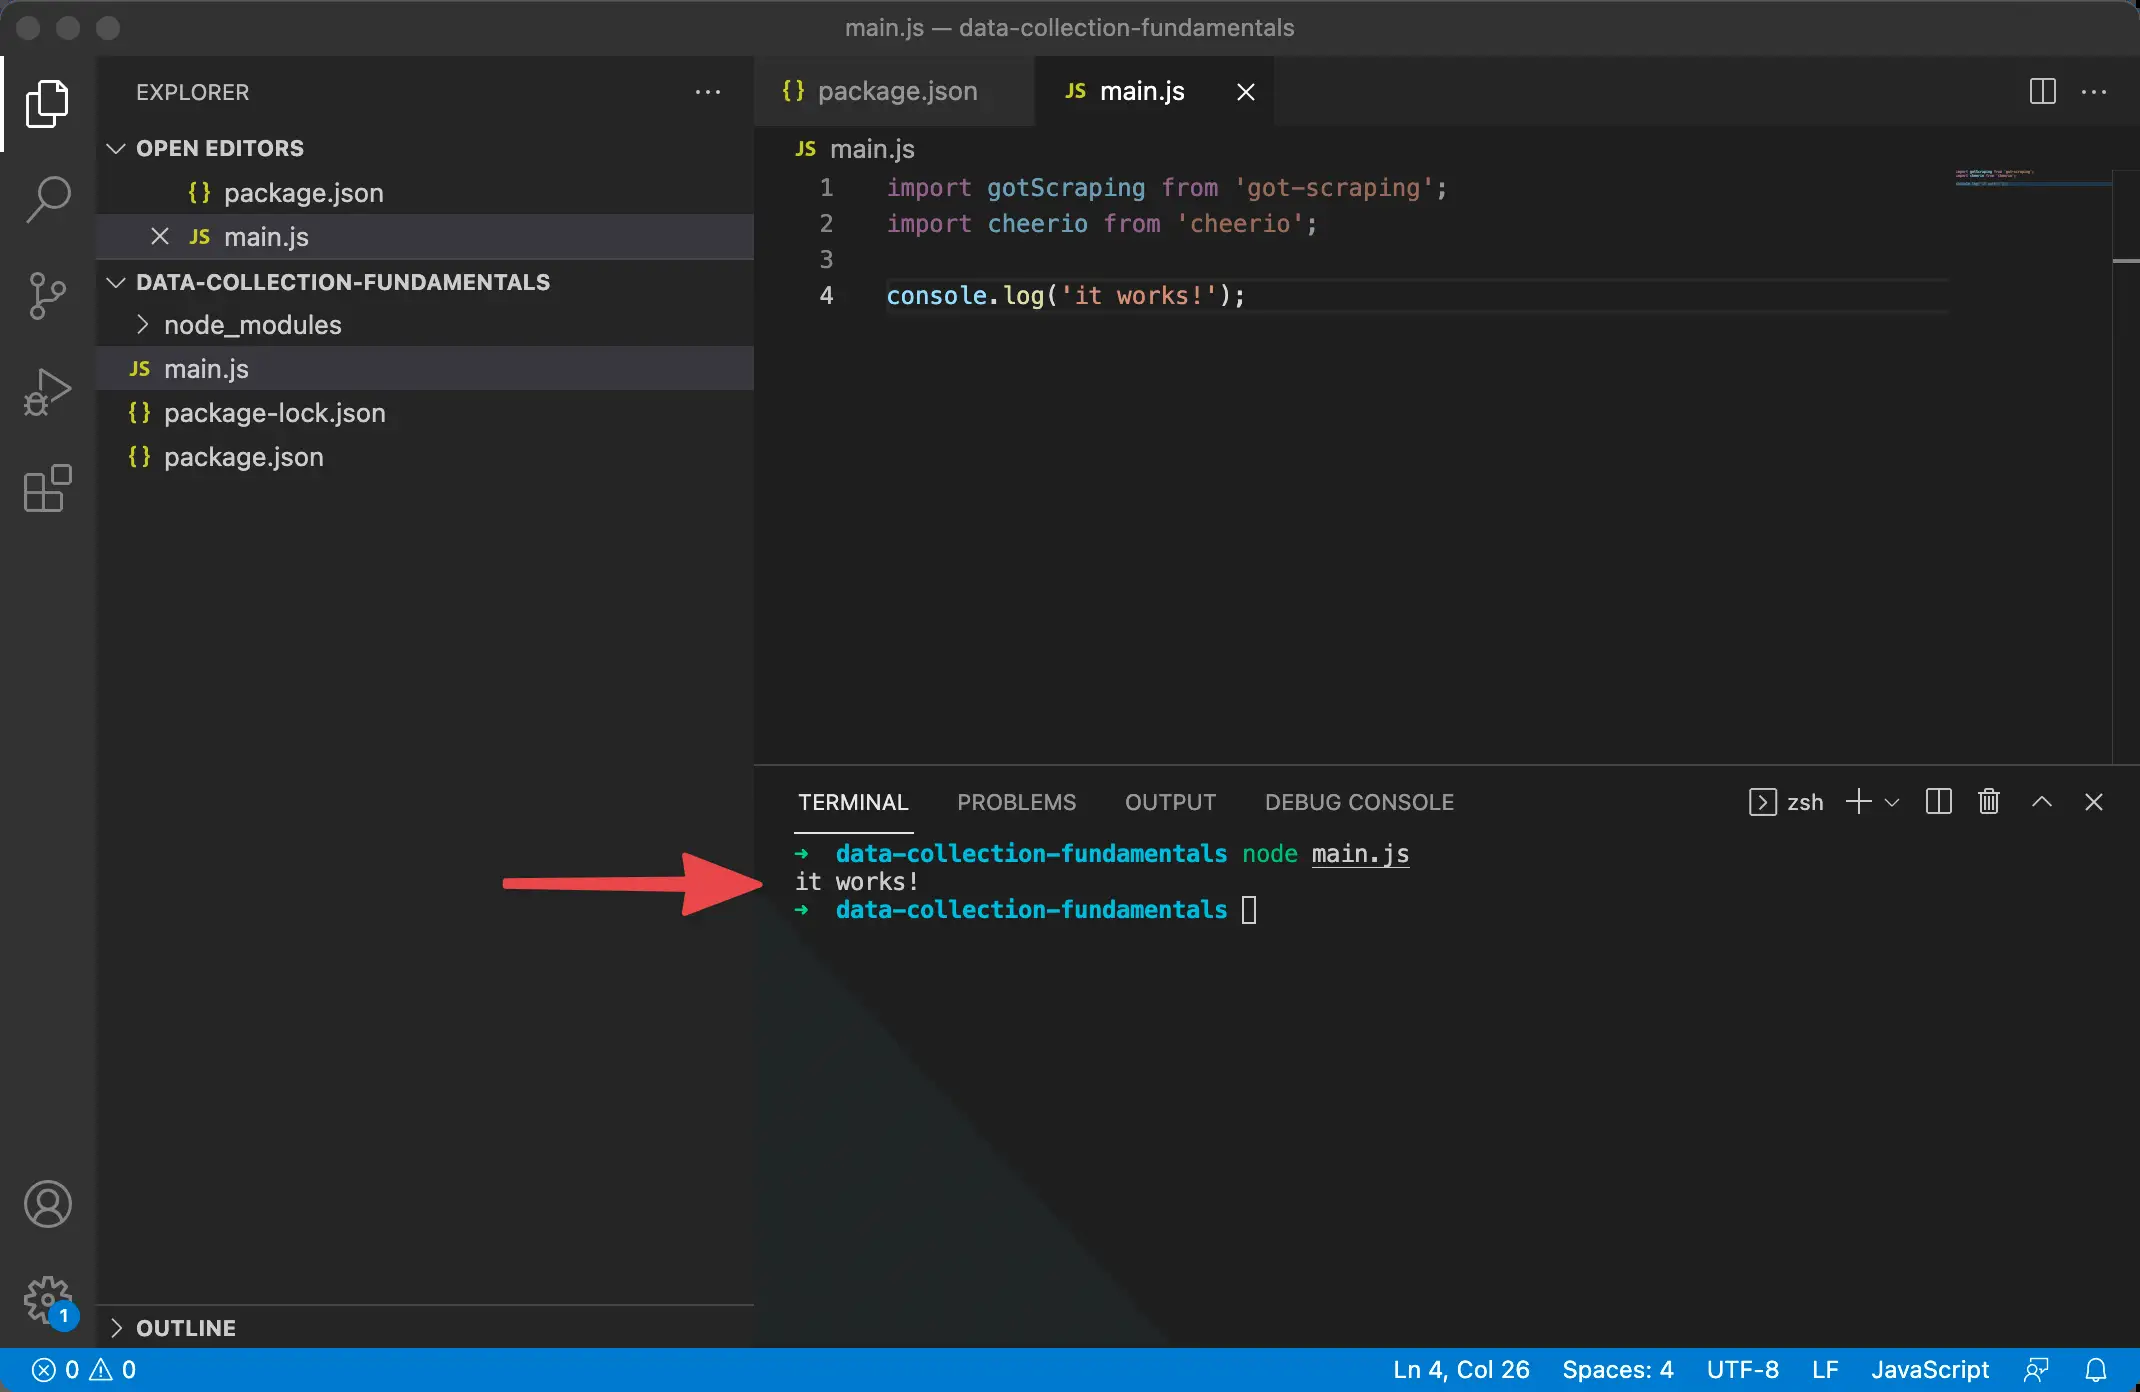 main.js — data-collection-fundamentals
EXPLORER
OPEN EDITORS
{} package.json
JS main.js
DATA-COLLECTION-FUNDAMENTALS
node_modules
JS main.js
{} package-lock.json
{} package.json
OUTLINE
{} package.json
JS main.js
JS main.js
1 import gotScraping from 'got-scraping';
2 import cheerio from 'cheerio';
3
4 console.log('it works!');
TERMINAL PROBLEMS OUTPUT DEBUG CONSOLE zsh
➜ data-collection-fundamentals node main.js
it works!
➜ data-collection-fundamentals
1
0 0 Ln 4, Col 26 Spaces: 4 UTF-8 LF JavaScript